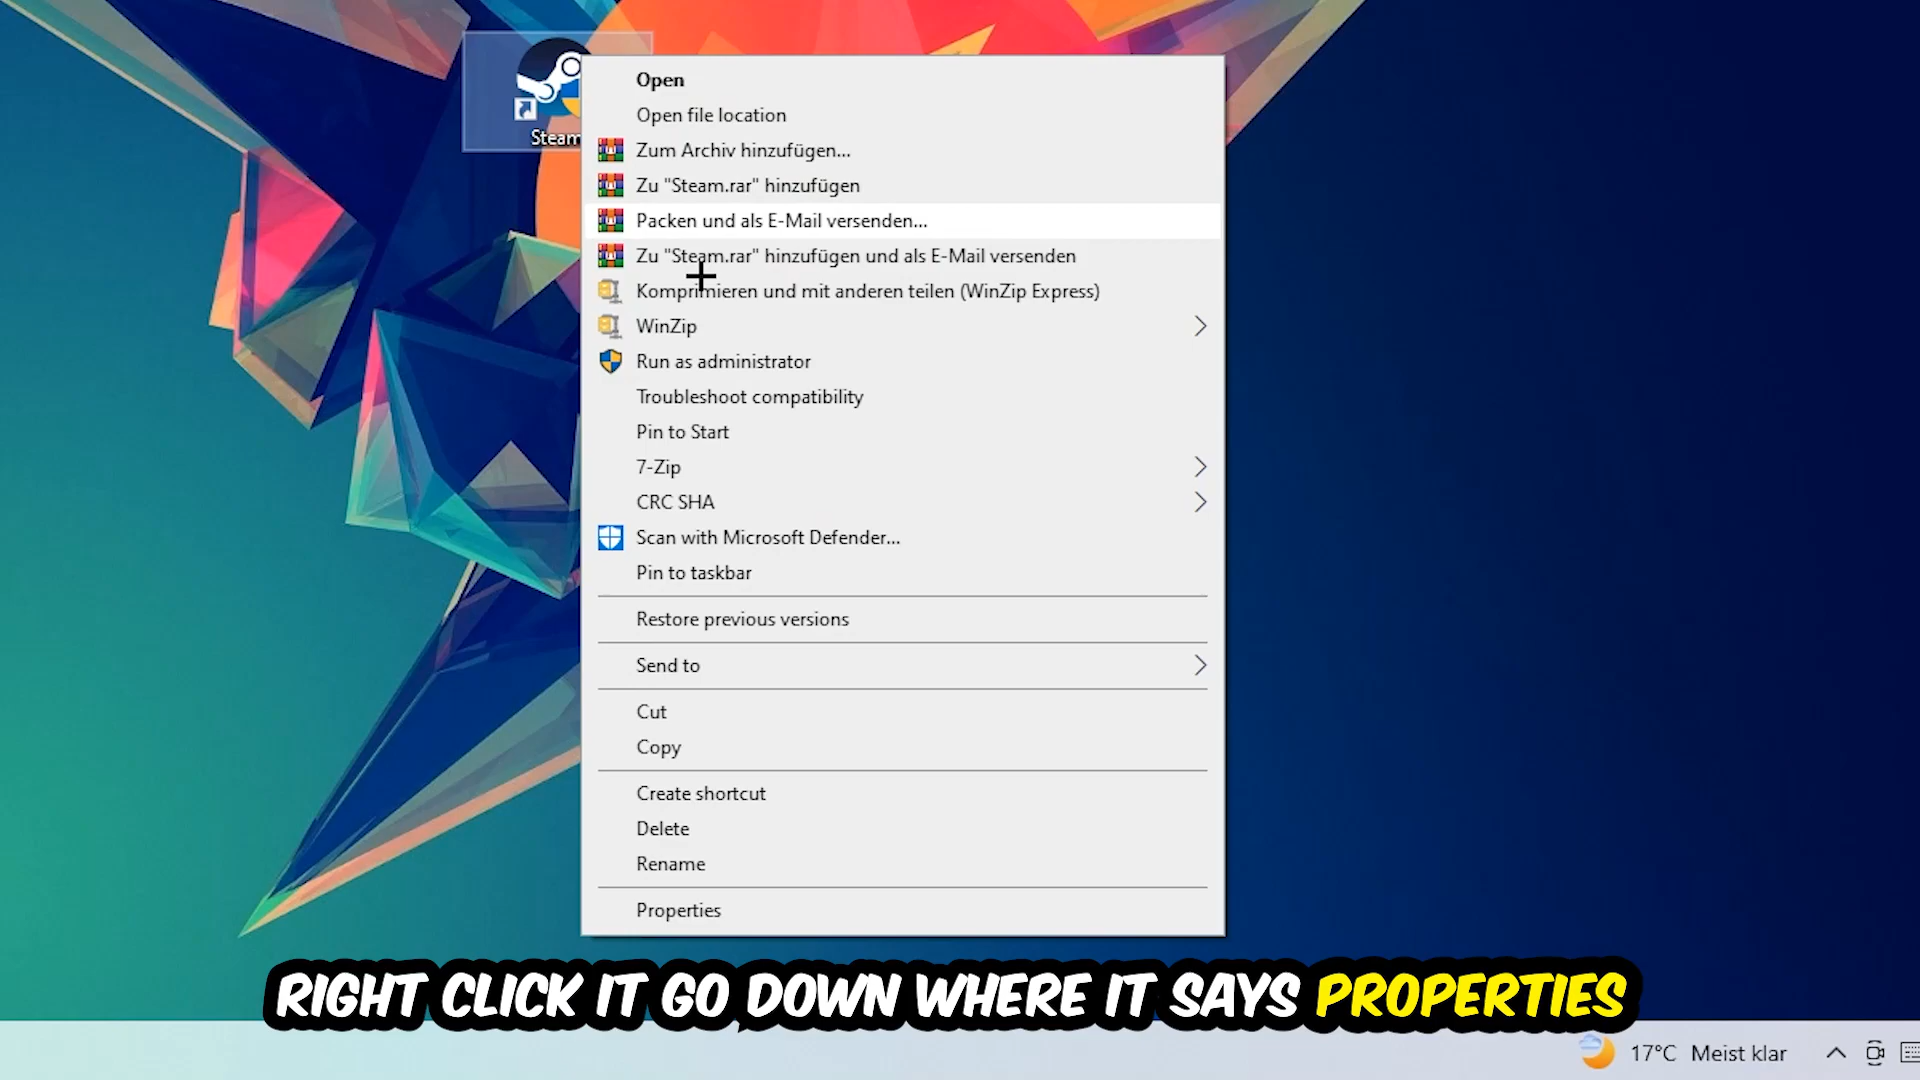 Steam
Open
Open file location
Zum Archiv hinzufügen...
Zu "Steam.rar" hinzufügen
Packen und als E-Mail versenden...
Zu "Steam.rar" hinzufügen und als E-Mail versenden
Komprimieren und mit anderen teilen (WinZip Express)
WinZip
Run as administrator
Troubleshoot compatibility
Pin to Start
7-Zip
CRC SHA
Scan with Microsoft Defender...
Pin to taskbar
Restore previous versions
Send to
Cut
Copy
Create shortcut
Delete
Rename
Properties
RIGHT CLICK IT GO DOWN WHERE IT SAYS PROPERTIES
17°C Meist klar